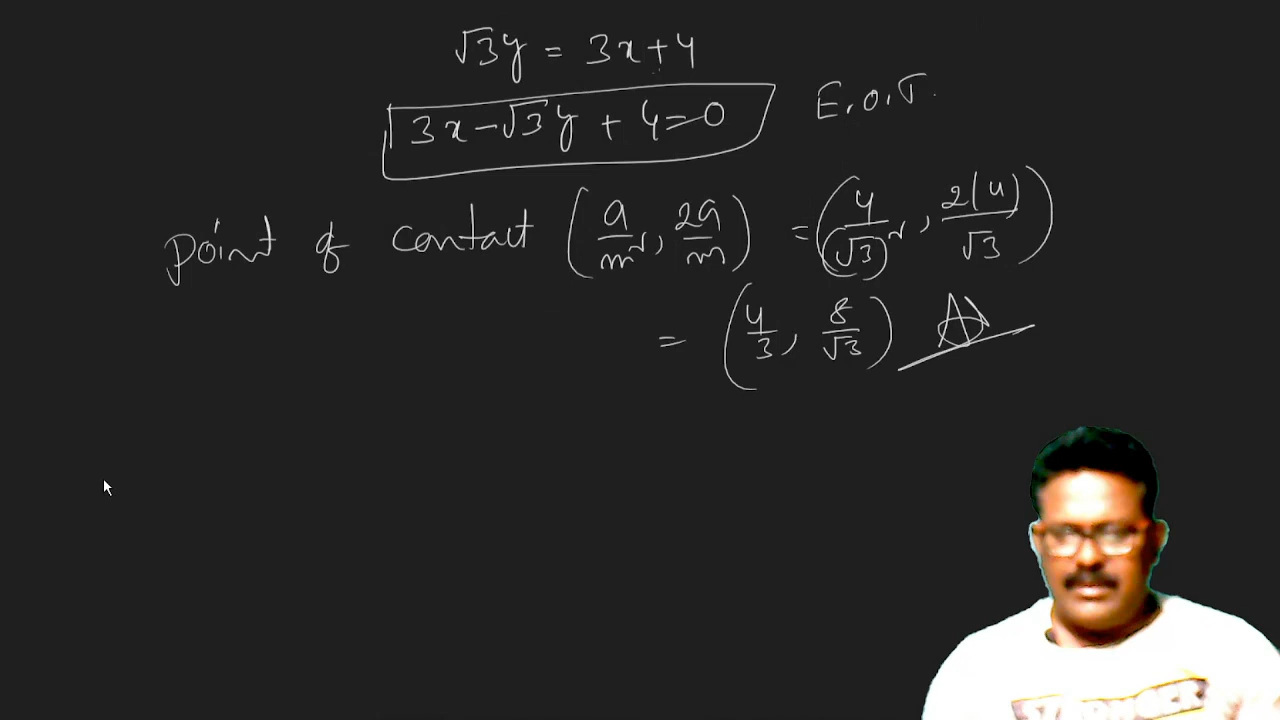 √3y = 3x+4
3x-√3y + 4=0 E.O.T.
point of contact (a/m², 2a/m) = (4/(√3)², 2(4)/√3)
= (4/3, 8/√3) A